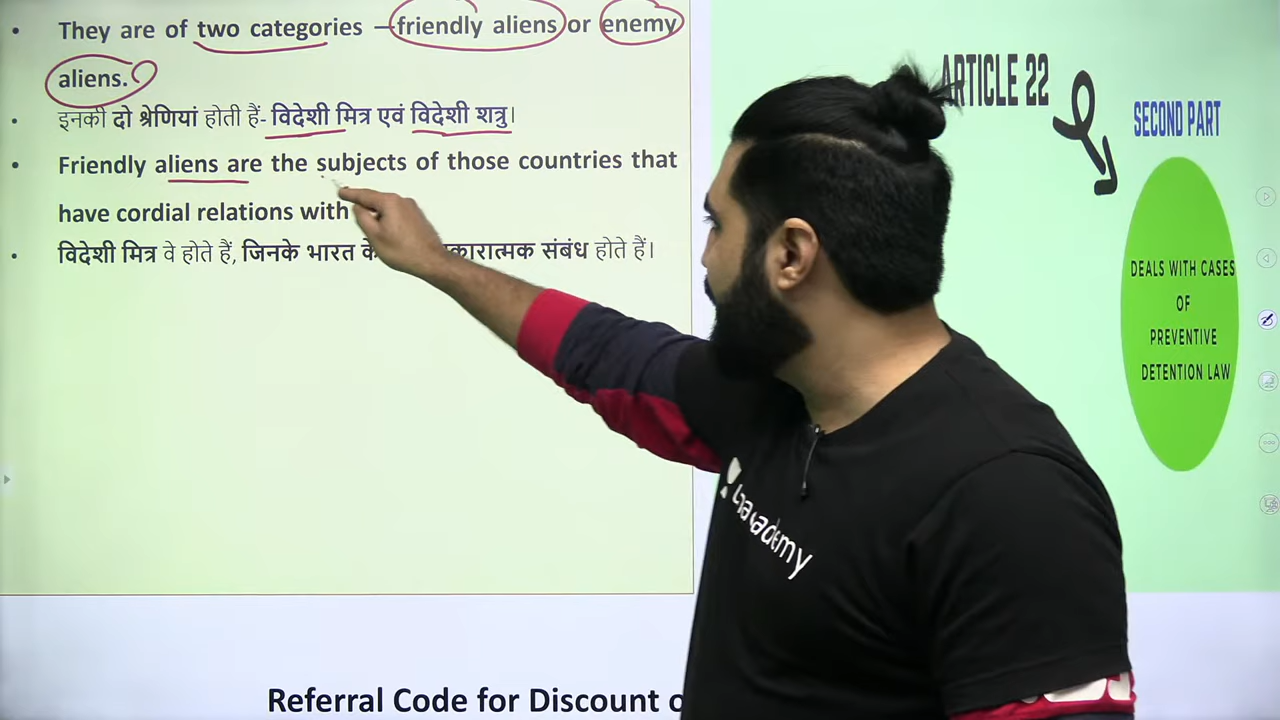 They are of two categories – friendly aliens or enemy
aliens.
इनकी दो श्रेणियां होती हैं- विदेशी मित्र एवं विदेशी शत्रु।
Friendly aliens are the subjects of those countries that
have cordial relations with
विदेशी मित्र वे होते हैं, जिनके भारत के संबंध होते हैं।
ARTICLE 22
SECOND PART
DEALS WITH CASES
OF
PREVENTIVE
DETENTION LAW
unacademy
Referral Code for Discount